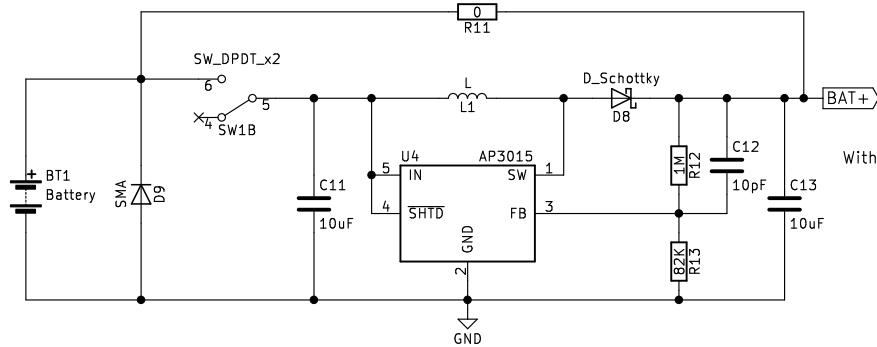 0
R11
SW_DPDT_x2
6
5
4
SW1B
L
L1
D_Schottky
D8
BAT+
With
+
BT1
Battery
SMA
D9
C11
10uF
U4
AP3015
5
IN
SW
1
4
SHTD
FB
3
GND
2
1M
R12
C12
10pF
C13
10uF
82K
R13
GND